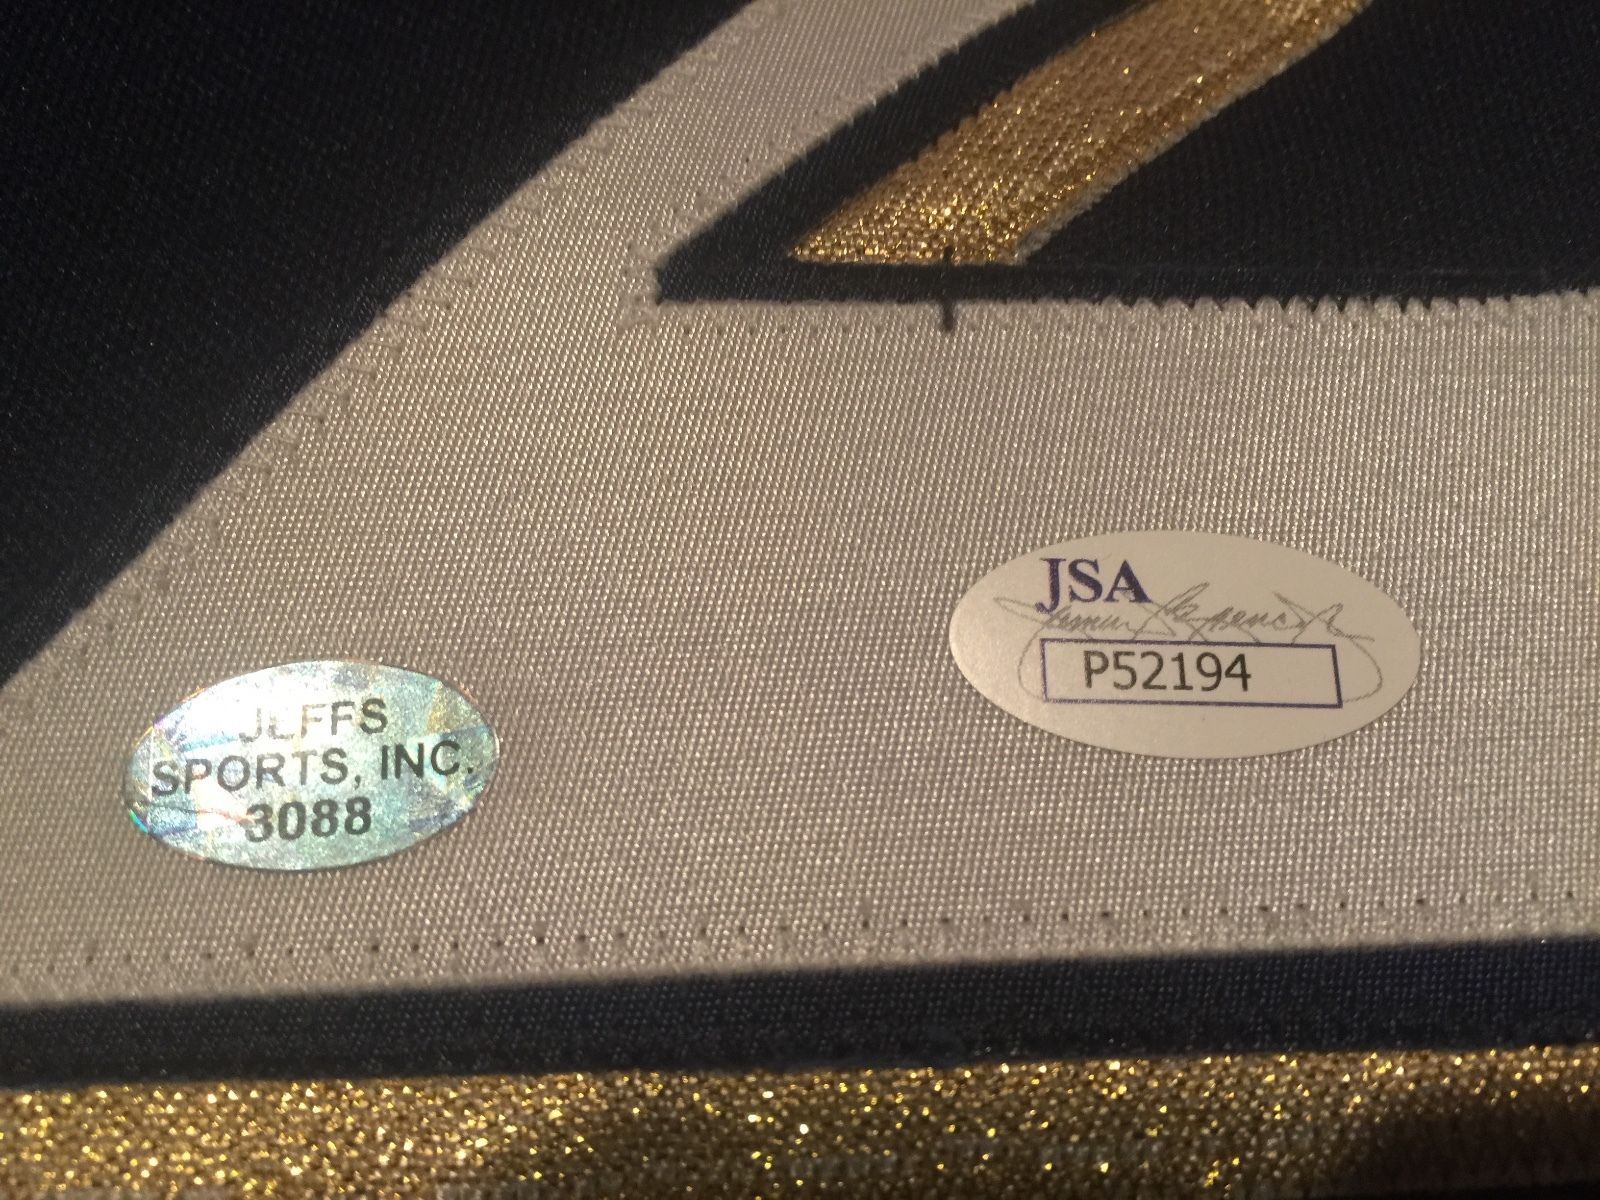 JEFFS
SPORTS, INC.
3088
JSA
P52194